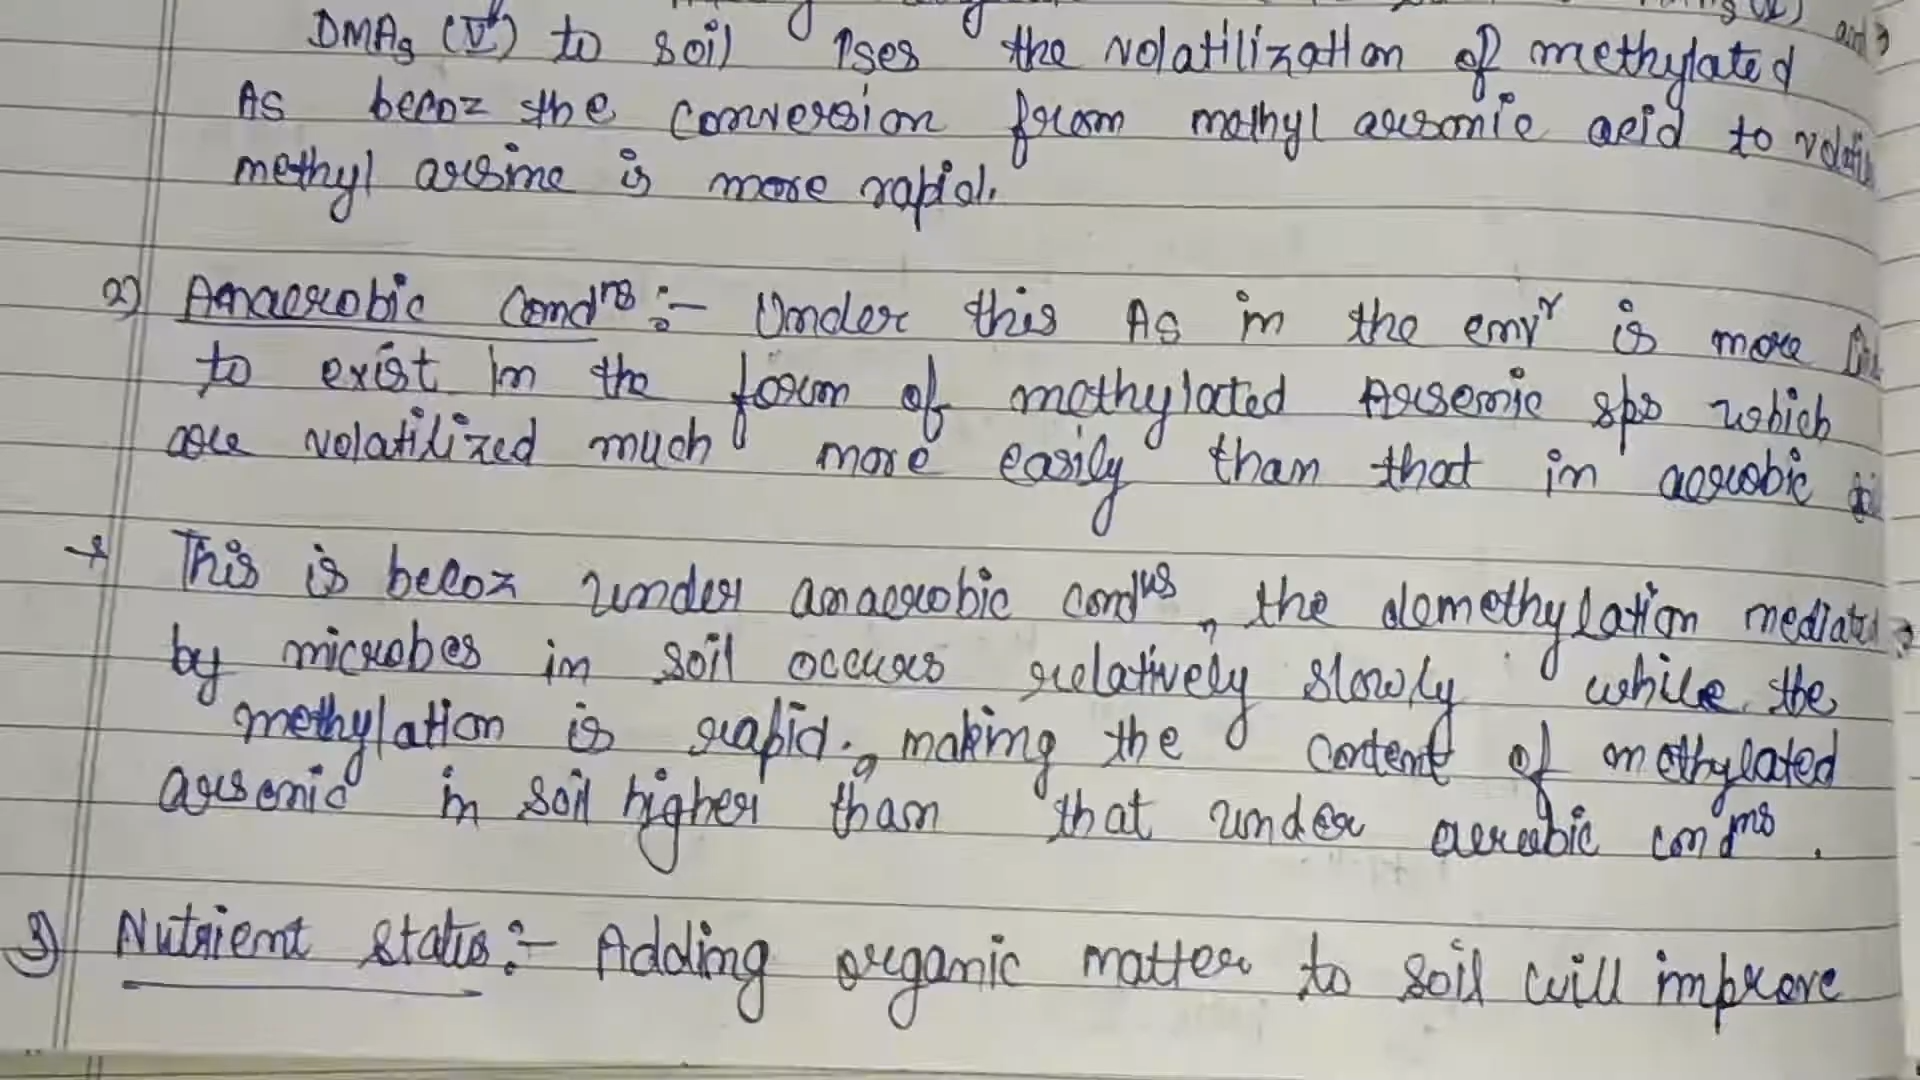 DMAs (V) to soil ↑ses the volatilization of methylated
As becoz the conversion from methyl arsonic acid to
methyl arsine is more rapid.
2) Anaerobic Condⁿˢ :- Under this As in the envʳ is more
to exist in the form of methylated Arsenic sps which
are volatilized much more easily than that in aerobic
* This is becoz under anaerobic condⁿˢ, the demethylation mediated
by microbes in soil occurs relatively slowly while the
methylation is rapid, making the content of methylated
arsenic in soil higher than that under aerobic condⁿˢ.
3) Nutrient status :- Adding organic matter to soil will improve